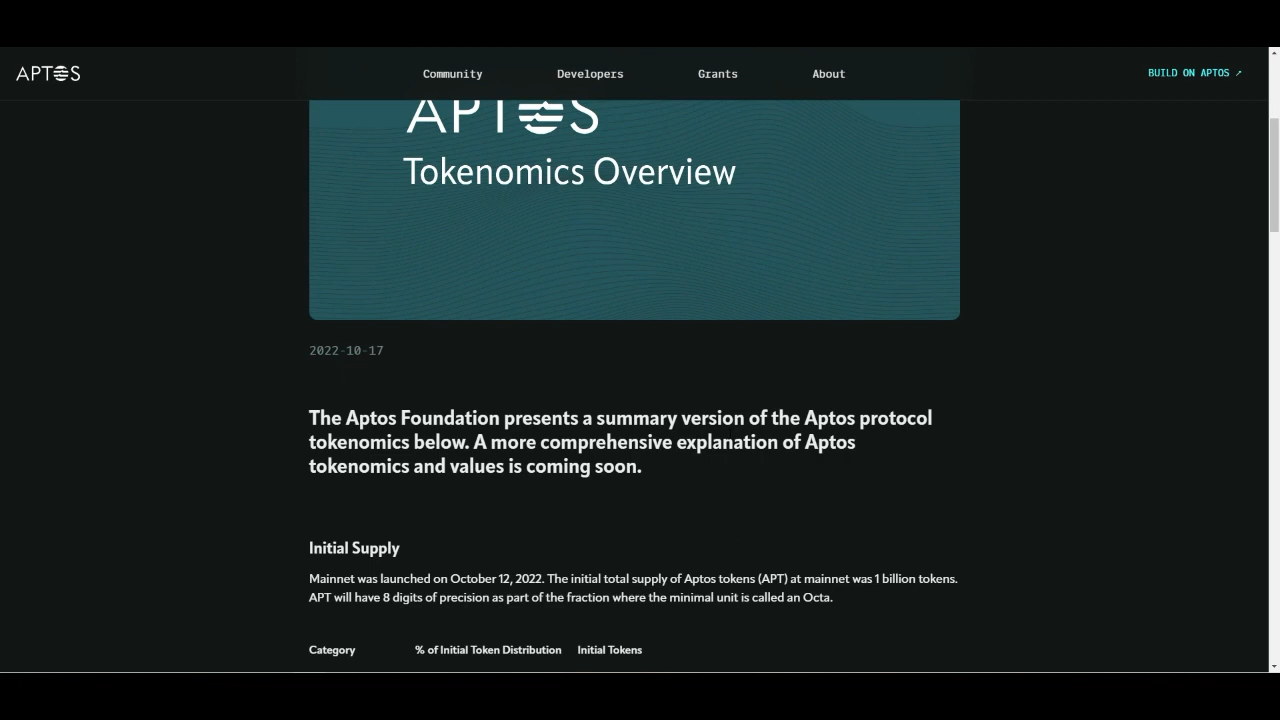 APTOS
Community
Developers
Grants
About
BUILD ON APTOS ↗
APTOS
Tokenomics Overview
2022-10-17
The Aptos Foundation presents a summary version of the Aptos protocol
tokenomics below. A more comprehensive explanation of Aptos
tokenomics and values is coming soon.
Initial Supply
Mainnet was launched on October 12, 2022. The initial total supply of Aptos tokens (APT) at mainnet was 1 billion tokens.
APT will have 8 digits of precision as part of the fraction where the minimal unit is called an Octa.
Category % of Initial Token Distribution Initial Tokens